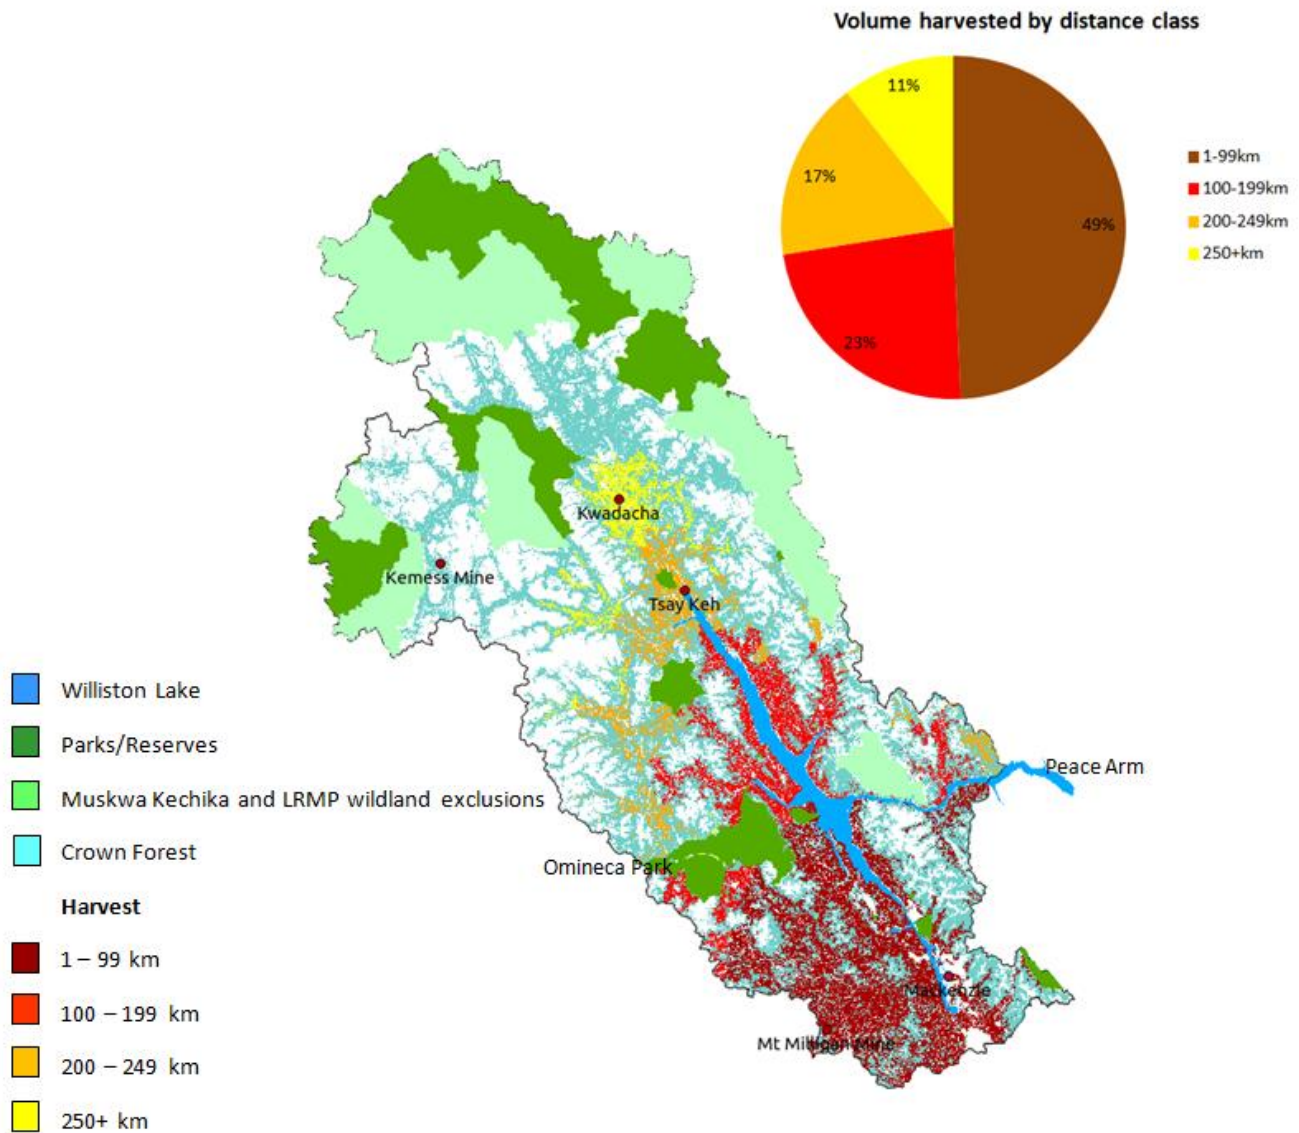 Volume harvested by distance class
11%
17%
49%
23%
1-99km
100-199km
200-249km
250+km
Kwadacha
Kemess Mine
Tsay Keh
Peace Arm
Omineca Park
Mackenzie
Mt Milligan Mine
Williston Lake
Parks/Reserves
Muskwa Kechika and LRMP wildland exclusions
Crown Forest
Harvest
1 – 99 km
100 – 199 km
200 – 249 km
250+ km